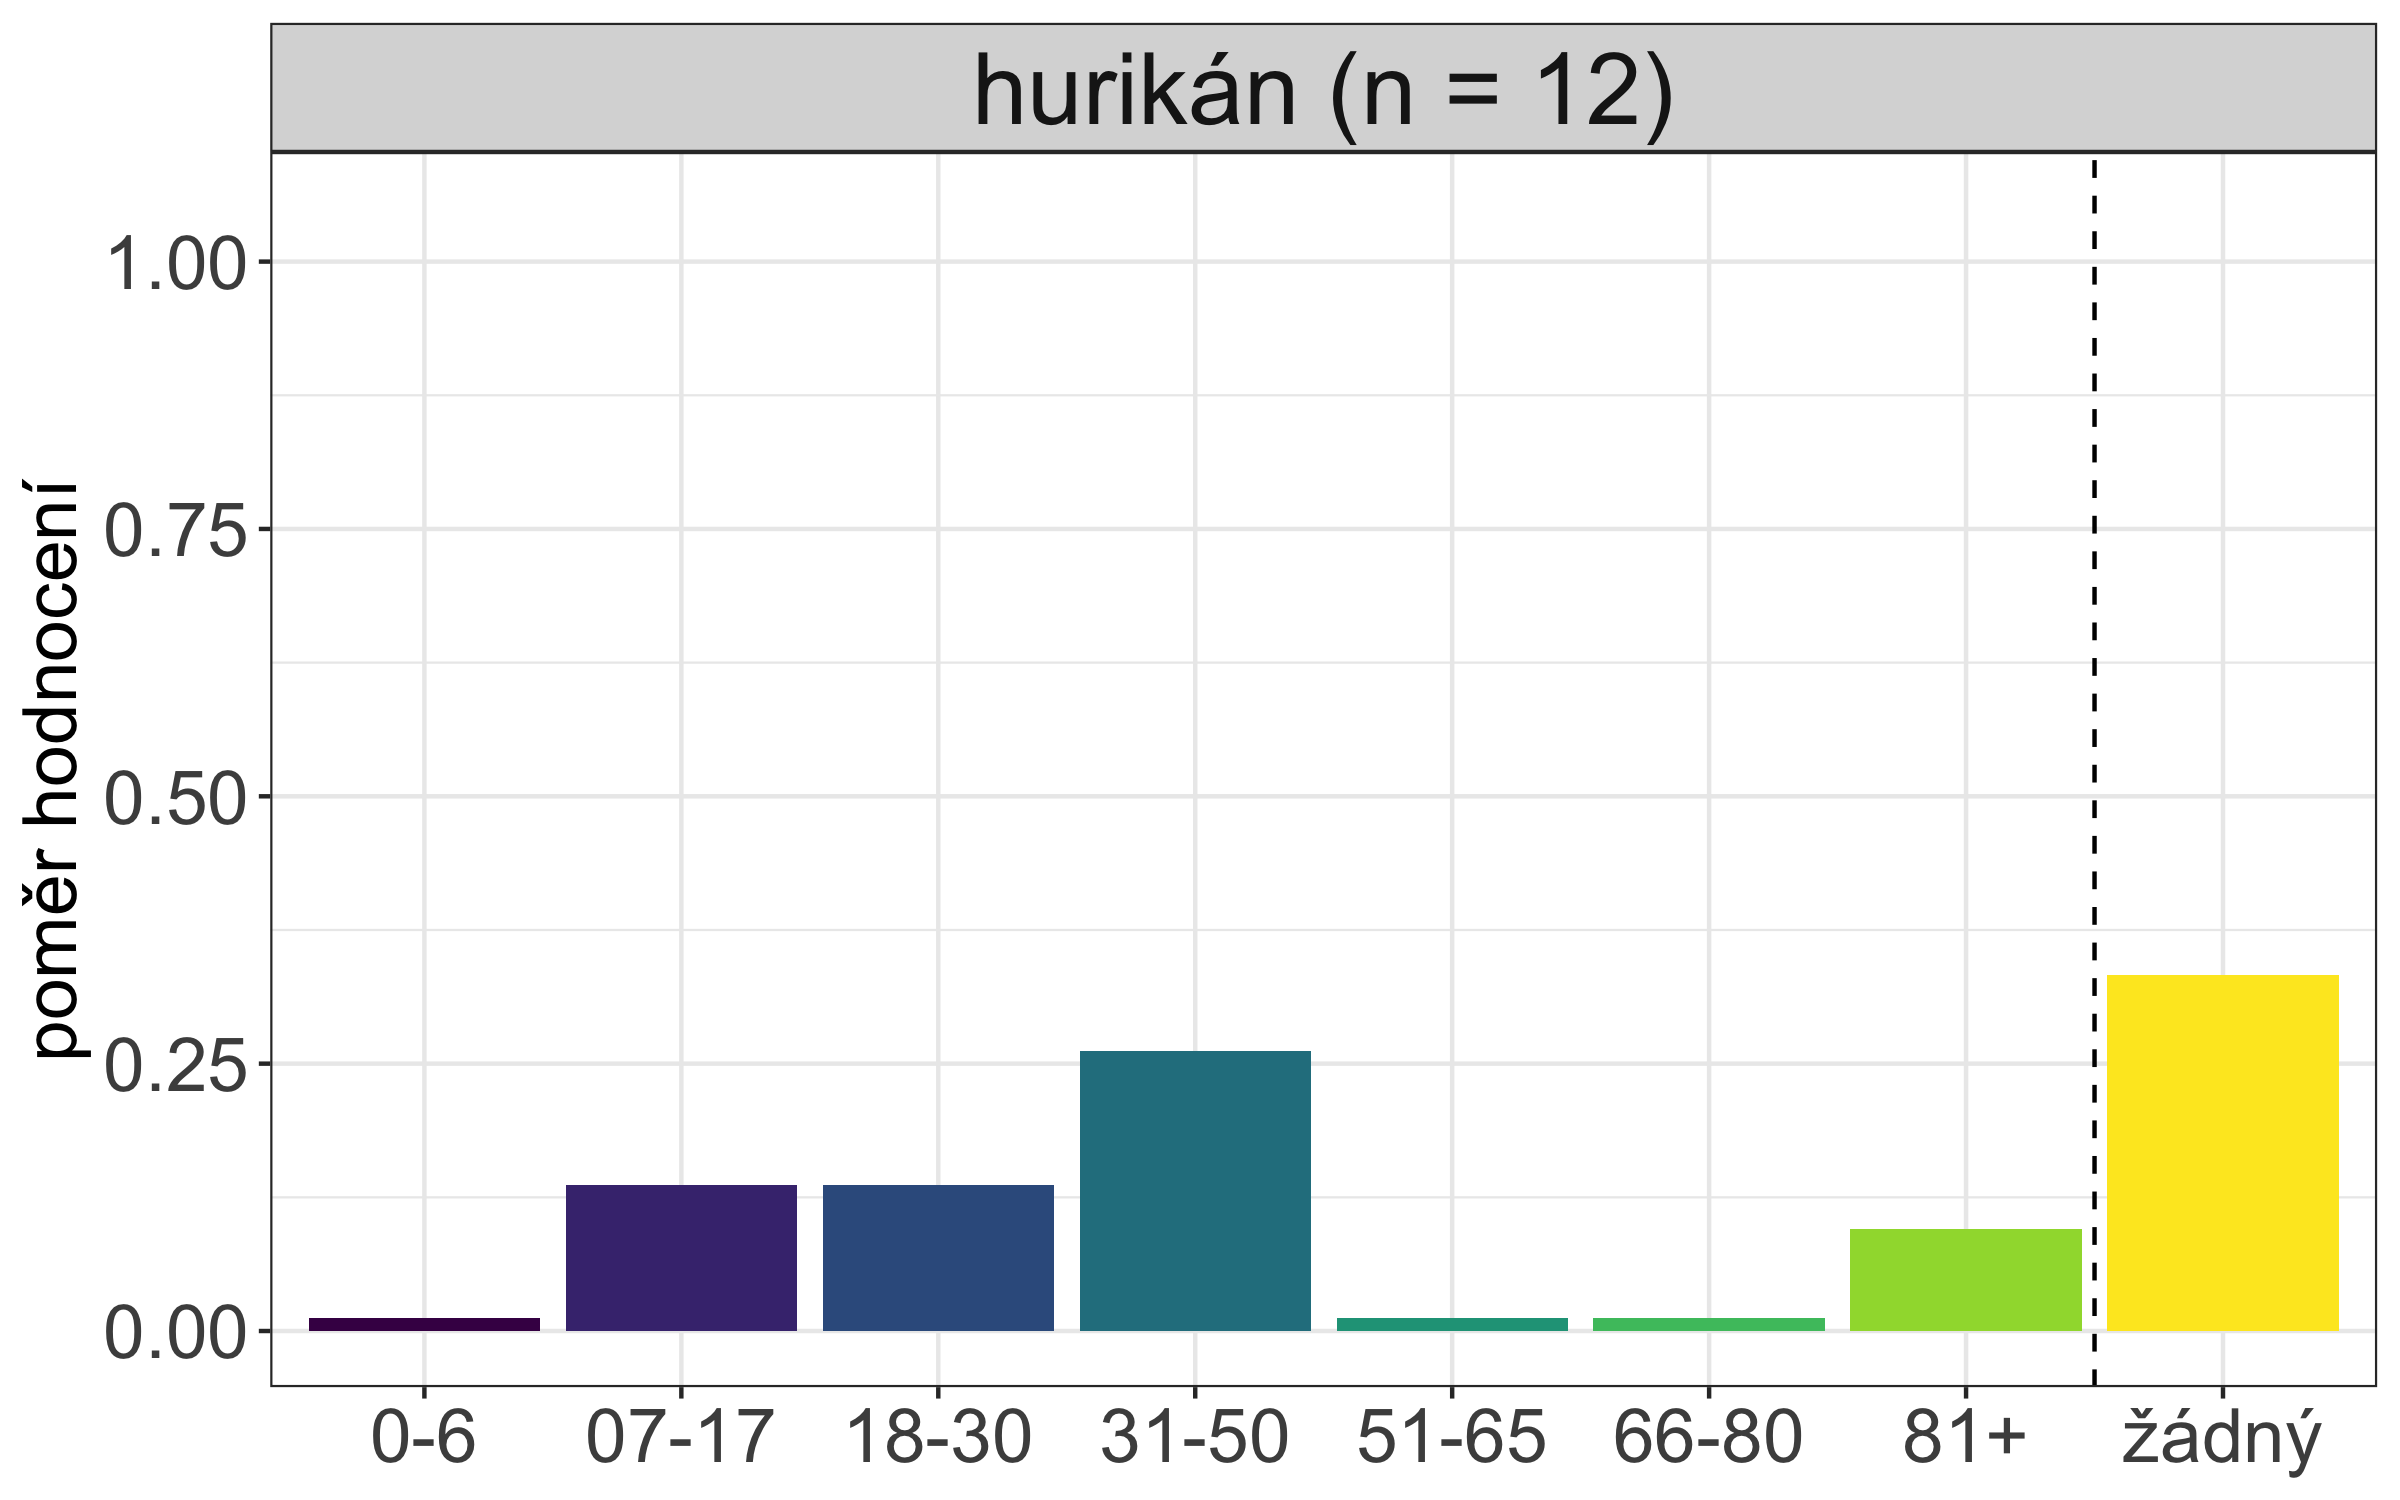 hurikán (n = 12)
poměr hodnocení
1.00
0.75
0.50
0.25
0.00
0-6 07-17 18-30 31-50 51-65 66-80 81+ žádný